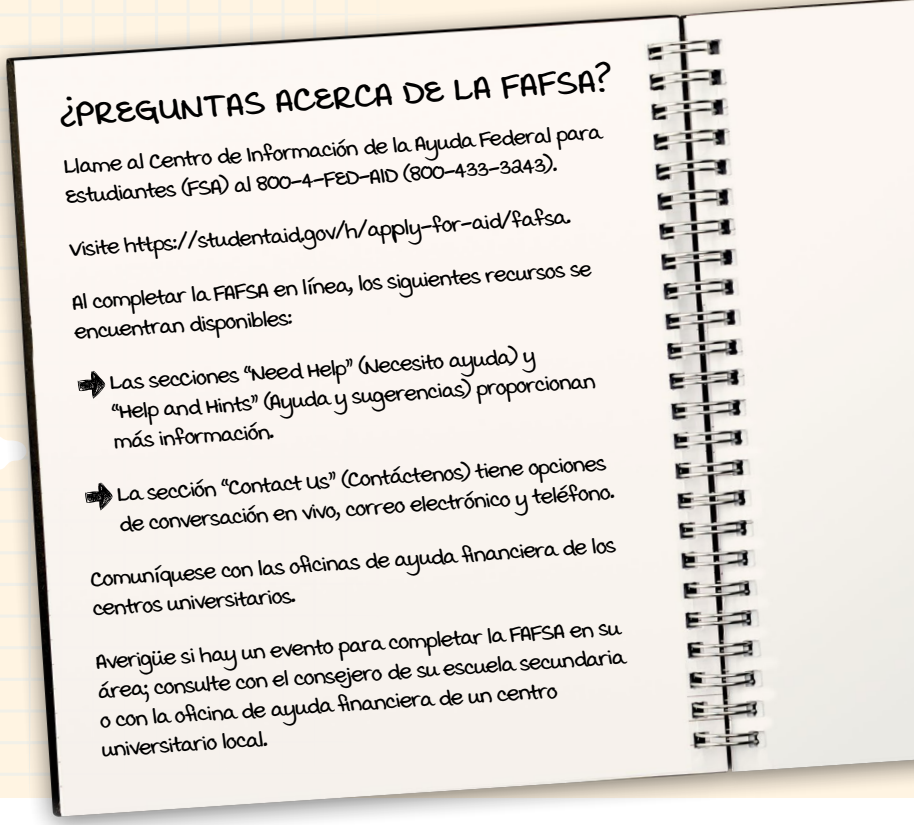 ¿PREGUNTAS ACERCA DE LA FAFSA?
Llame al Centro de Información de la Ayuda Federal para
Estudiantes (FSA) al 800-4-FED-AID (800-433-3243).
Visite https://studentaid.gov/h/apply-for-aid/fafsa.
Al completar la FAFSA en línea, los siguientes recursos se
encuentran disponibles:
Las secciones “Need Help” (Necesito ayuda) y
“Help and Hints” (Ayuda y sugerencias) proporcionan
más información.
La sección “Contact Us” (Contáctenos) tiene opciones
de conversación en vivo, correo electrónico y teléfono.
Comuníquese con las oficinas de ayuda financiera de los
centros universitarios.
Averigüe si hay un evento para completar la FAFSA en su
área; consulte con el consejero de su escuela secundaria
o con la oficina de ayuda financiera de un centro
universitario local.